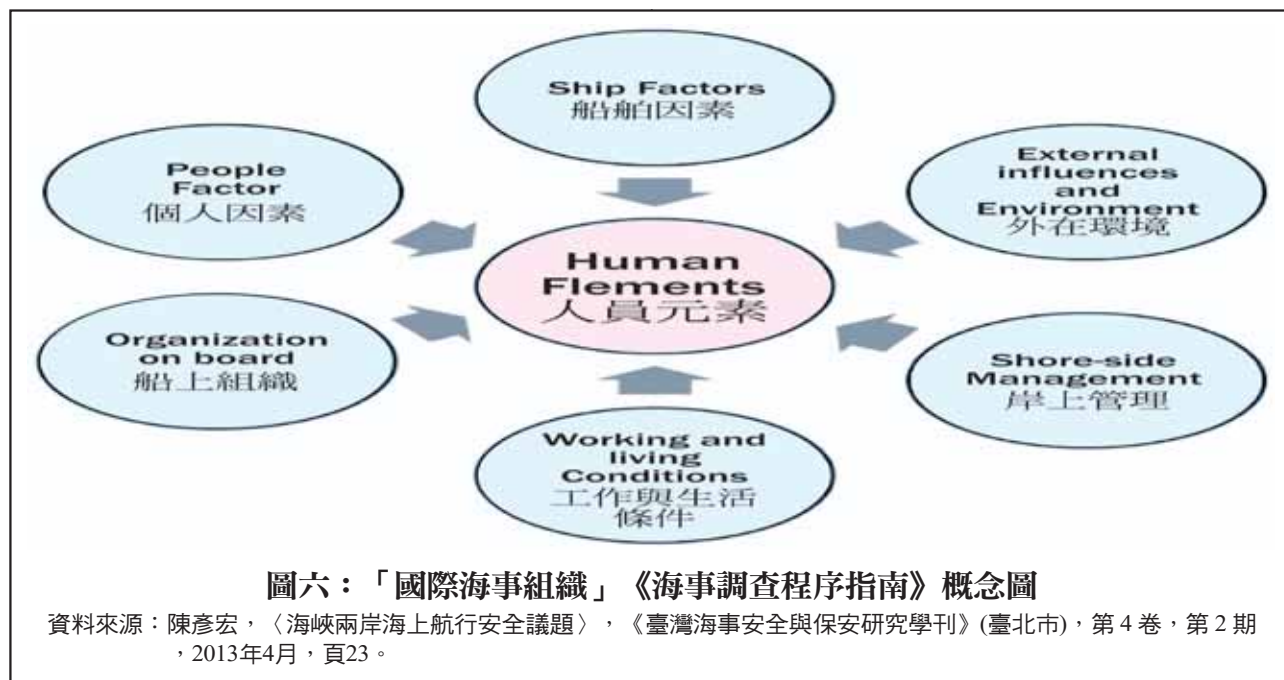 Ship Factors
船舶因素
People
Factor
個人因素
External
influences
and
Environment
外在環境
Human
Flements
人員元素
Organization
on board
船上組織
Shore-side
Management
岸上管理
Working and
living
Conditions
工作與生活
條件
圖六：「國際海事組織」《海事調查程序指南》概念圖
資料來源：陳彥宏，〈海峽兩岸海上航行安全議題〉，《臺灣海事安全與保安研究學刊》(臺北市)，第4卷，第2期
，2013年4月，頁23。